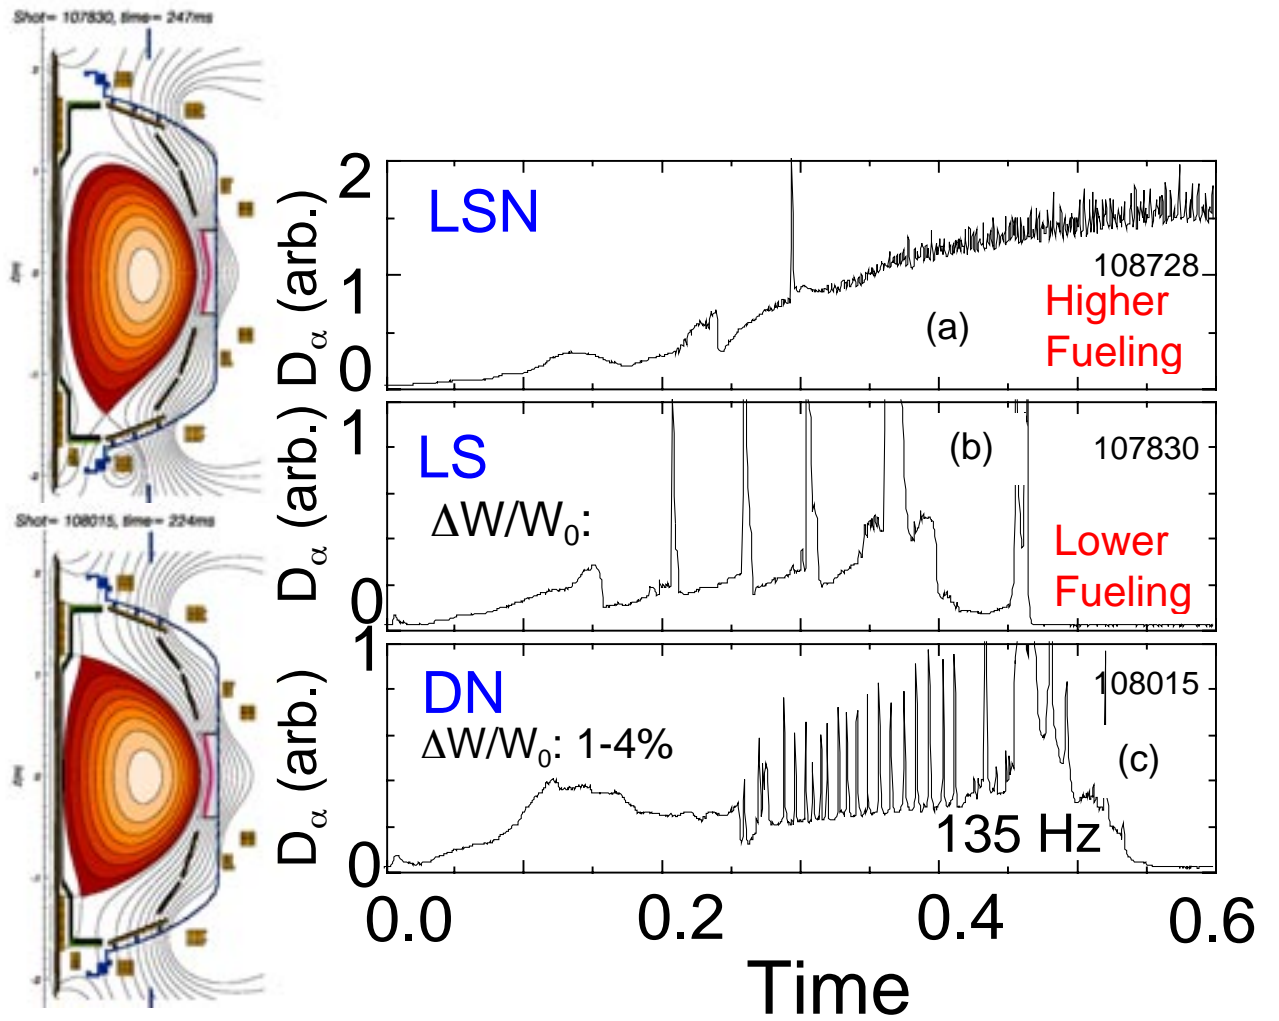 Shot= 107830, time= 247ms
Shot= 108015, time= 224ms
Dα (arb.)
2
1
0
LSN
108728
Higher
Fueling
(a)
Dα (arb.)
1
0
LS
ΔW/W0:
(b)
107830
Lower
Fueling
Dα (arb.)
1
0
DN
ΔW/W0: 1-4%
108015
(c)
135 Hz
0.0
0.2
0.4
0.6
Time